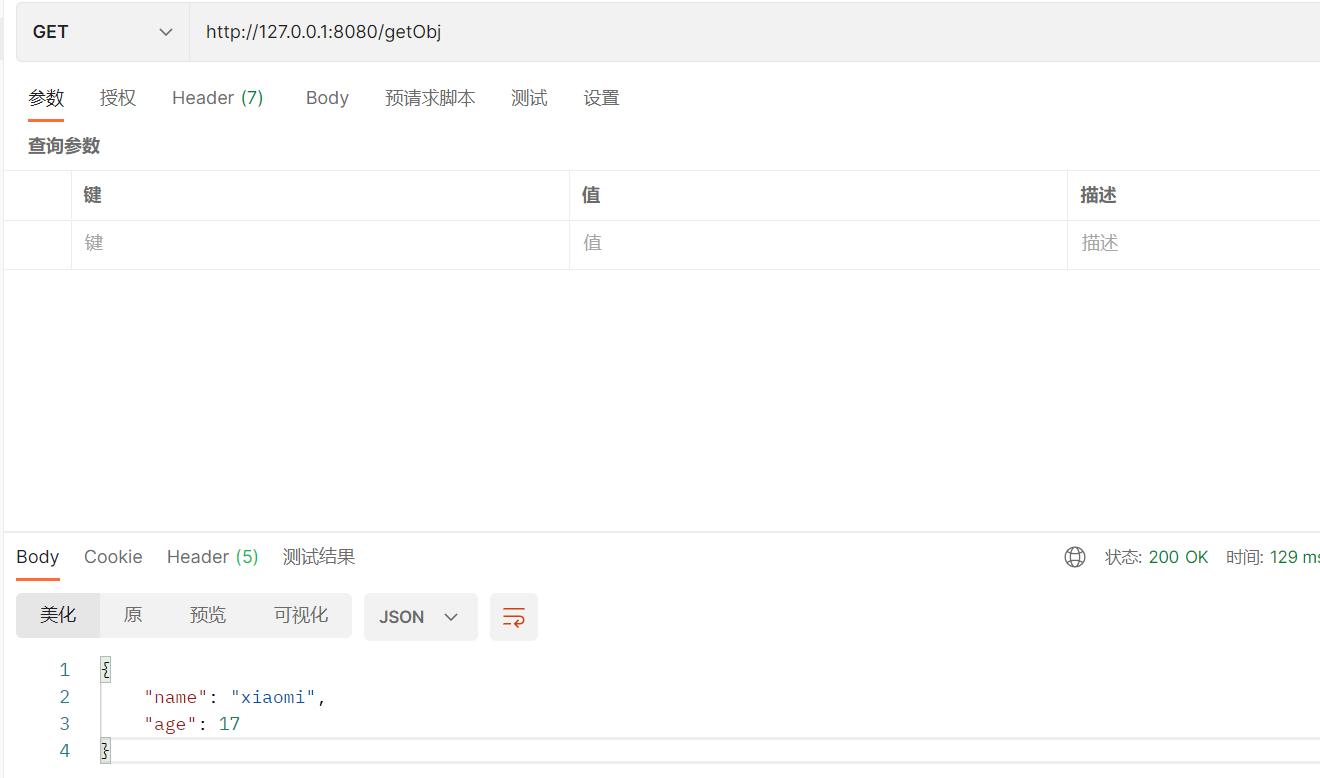 GET http://127.0.0.1:8080/getObj
参数 授权 Header (7) Body 预请求脚本 测试 设置
查询参数
键 值 描述
键 值 描述
Body Cookie Header (5) 测试结果 状态: 200 OK 时间: 129 ms
美化 原 预览 可视化 JSON
1 {
2 "name": "xiaomi",
3 "age": 17
4 }